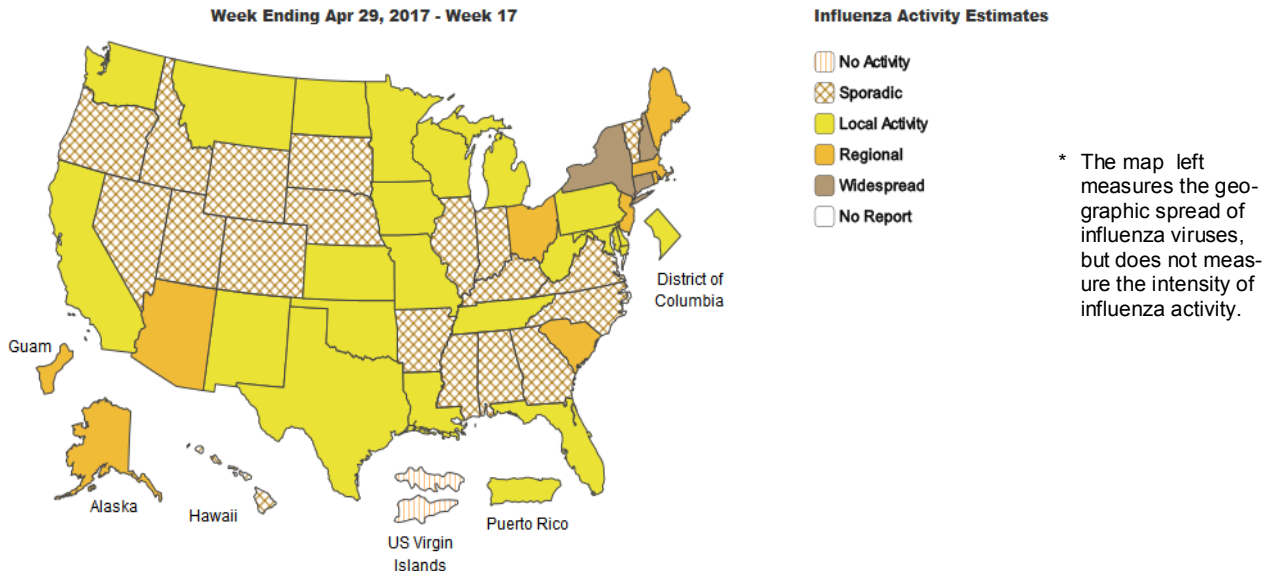 Week Ending Apr 29, 2017 - Week 17
Influenza Activity Estimates
No Activity
Sporadic
Local Activity
Regional
Widespread
No Report
* The map left
measures the geo-
graphic spread of
influenza viruses,
but does not meas-
ure the intensity of
influenza activity.
District of
Columbia
Guam
Alaska
Hawaii
US Virgin
Islands
Puerto Rico